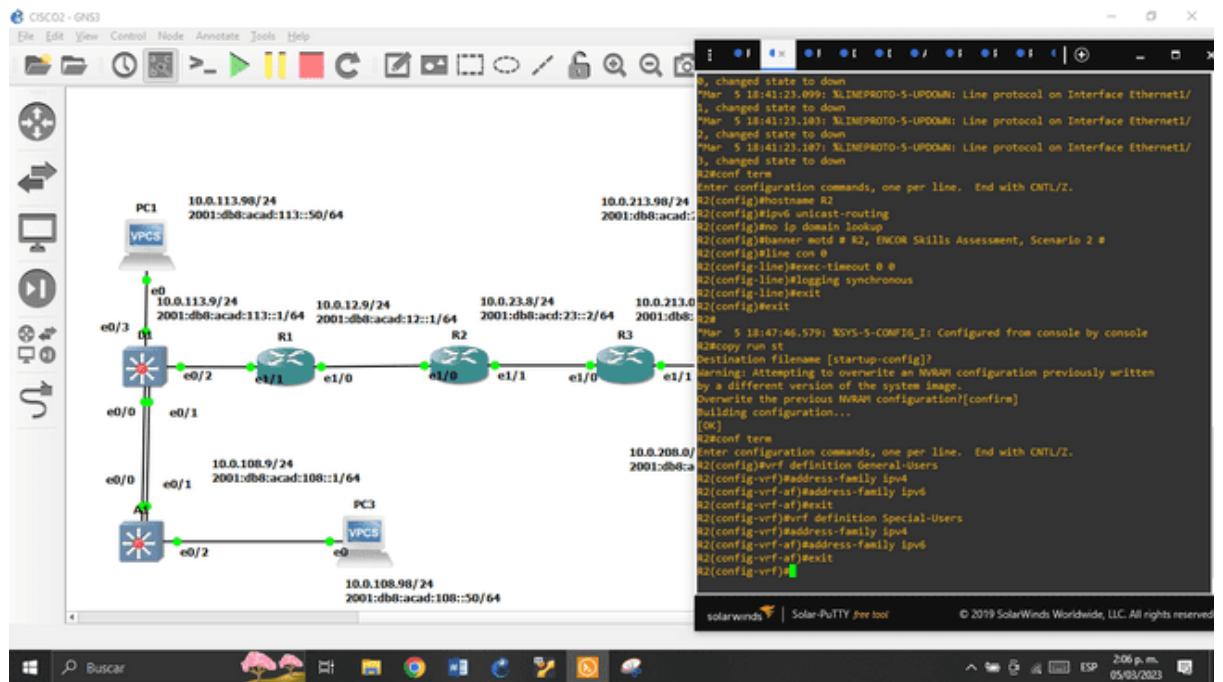 CISCO2 - GNS3
File Edit View Control Node Annotate Tools Help
PC1
10.0.113.98/24
2001:db8:acad:113::50/64
VPCS
e0
10.0.113.9/24
2001:db8:acad:113::1/64
e0/3
D1
e0/2
R1
e1/1
e1/0
10.0.12.9/24
2001:db8:acad:12::1/64
R2
e1/0
e1/1
10.0.23.8/24
2001:db8:acd:23::2/64
10.0.213.98/24
2001:db8:acad:2
10.0.213.0
2001:db8:
R3
e1/0
e1/1
e0/0
e0/1
10.0.208.0/
2001:db8:a
e0/0
e0/1
10.0.108.9/24
2001:db8:acad:108::1/64
A1
e0/2
PC3
VPCS
e0
10.0.108.98/24
2001:db8:acad:108::50/64
0, changed state to down
*Mar 5 18:41:23.099: %LINEPROTO-5-UPDOWN: Line protocol on Interface Ethernet1/
1, changed state to down
*Mar 5 18:41:23.103: %LINEPROTO-5-UPDOWN: Line protocol on Interface Ethernet1/
2, changed state to down
*Mar 5 18:41:23.107: %LINEPROTO-5-UPDOWN: Line protocol on Interface Ethernet1/
3, changed state to down
R2#conf term
Enter configuration commands, one per line. End with CNTL/Z.
R2(config)#hostname R2
R2(config)#ipv6 unicast-routing
R2(config)#no ip domain lookup
R2(config)#banner motd # R2, ENCOR Skills Assessment, Scenario 2 #
R2(config)#line con 0
R2(config-line)#exec-timeout 0 0
R2(config-line)#logging synchronous
R2(config-line)#exit
R2(config)#exit
R2#
*Mar 5 18:47:46.579: %SYS-5-CONFIG_I: Configured from console by console
R2#copy run st
Destination filename [startup-config]?
Warning: Attempting to overwrite an NVRAM configuration previously written
by a different version of the system image.
Overwrite the previous NVRAM configuration?[confirm]
Building configuration...
[OK]
R2#conf term
Enter configuration commands, one per line. End with CNTL/Z.
R2(config)#vrf definition General-Users
R2(config-vrf)#address-family ipv4
R2(config-vrf-af)#address-family ipv6
R2(config-vrf-af)#exit
R2(config-vrf)#vrf definition Special-Users
R2(config-vrf)#address-family ipv4
R2(config-vrf-af)#address-family ipv6
R2(config-vrf-af)#exit
R2(config-vrf)#
solarwinds
Solar-PuTTY free tool
© 2019 SolarWinds Worldwide, LLC. All rights reserved
Buscar
ESP
2:06 p. m.
05/03/2023